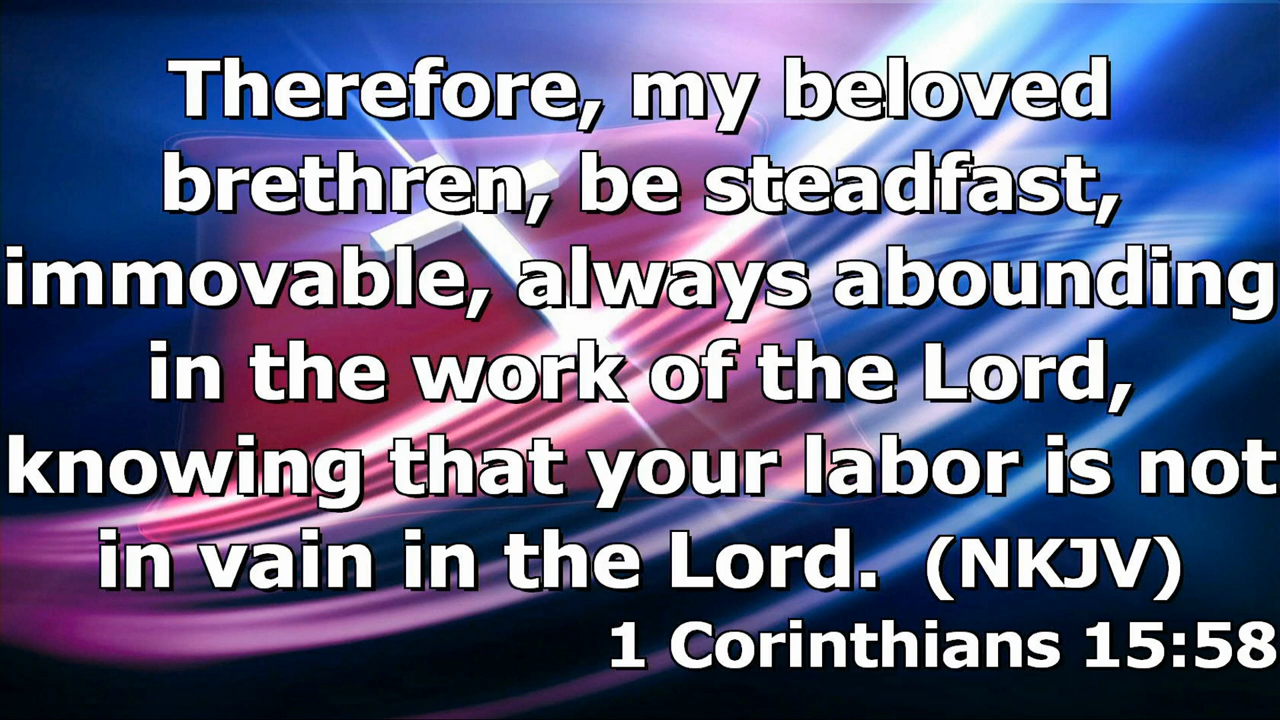 Therefore, my beloved
brethren, be steadfast,
immovable, always abounding
in the work of the Lord,
knowing that your labor is not
in vain in the Lord.  (NKJV)
1 Corinthians 15:58